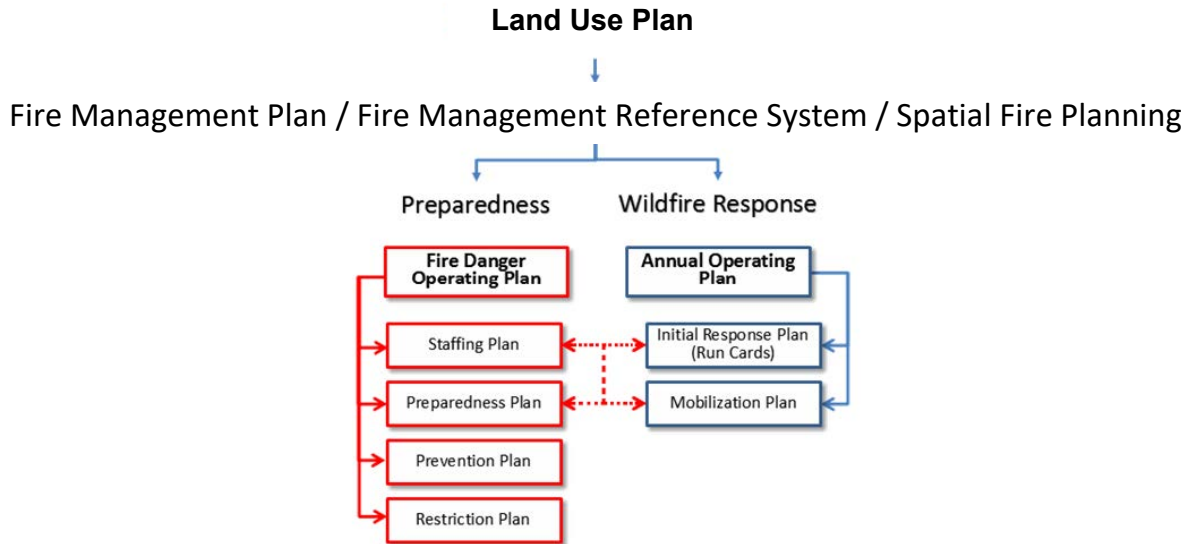 Land Use Plan
Fire Management Plan / Fire Management Reference System / Spatial Fire Planning
Preparedness
Wildfire Response
Fire Danger
Operating Plan
Annual Operating
Plan
Staffing Plan
Initial Response Plan
(Run Cards)
Preparedness Plan
Mobilization Plan
Prevention Plan
Restriction Plan